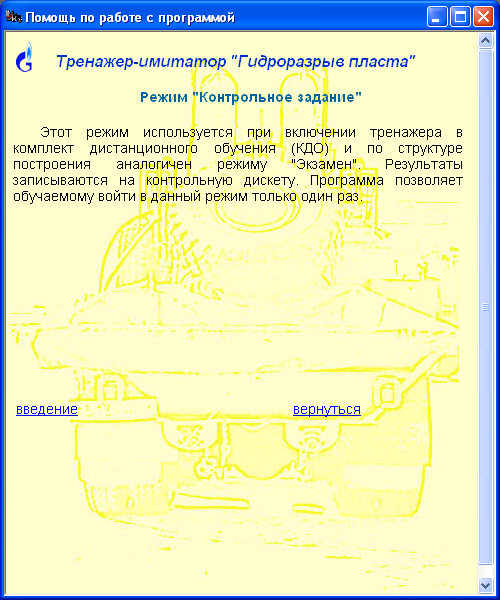 Помощь по работе с программой
Тренажер-имитатор "Гидроразрыв пласта"
Режим "Контрольное задание"
Этот режим используется при включении тренажера в
комплект дистанционного обучения (КДО) и по структуре
построения аналогичен режиму "Экзамен". Результаты
записываются на контрольную дискету. Программа позволяет
обучаемому войти в данный режим только один раз.
введение вернуться